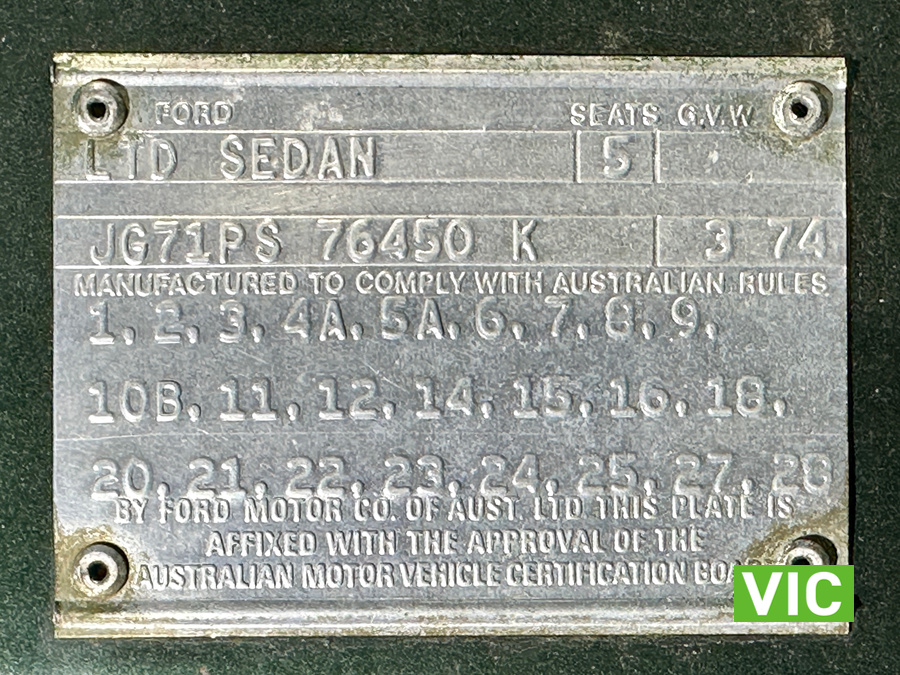 FORD SEATS G.V.W
LTD SEDAN 5
JG71PS 76450 K 3 74
MANUFACTURED TO COMPLY WITH AUSTRALIAN RULES
1, 2, 3, 4A, 5A, 6, 7, 8, 9,
10B, 11, 12, 14, 15, 16, 18,
20, 21, 22, 23, 24, 25, 27, 28
BY FORD MOTOR CO. OF AUST. LTD THIS PLATE IS
AFFIXED WITH THE APPROVAL OF THE
AUSTRALIAN MOTOR VEHICLE CERTIFICATION
VIC